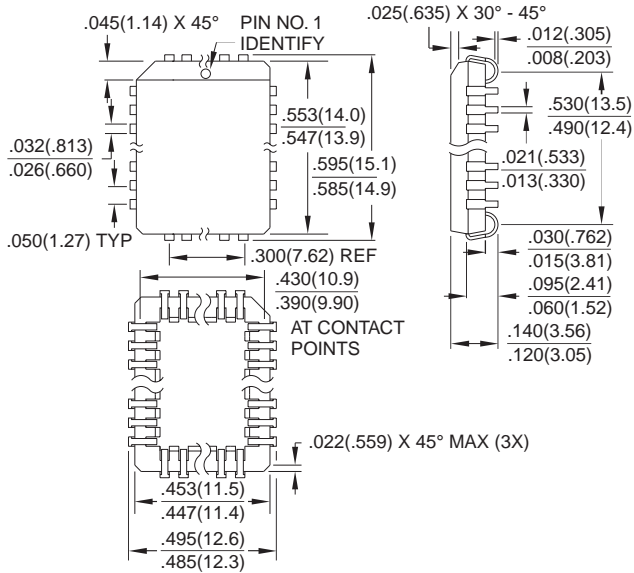 .045(1.14) X 45°
PIN NO. 1
IDENTIFY
.025(.635) X 30° - 45°
.012(.305)
.008(.203)
.553(14.0)
.547(13.9)
.530(13.5)
.490(12.4)
.032(.813)
.026(.660)
.595(15.1)
.585(14.9)
.021(.533)
.013(.330)
.050(1.27) TYP
.300(7.62) REF
.030(.762)
.015(3.81)
.430(10.9)
.390(9.90)
AT CONTACT
POINTS
.095(2.41)
.060(1.52)
.140(3.56)
.120(3.05)
.022(.559) X 45° MAX (3X)
.453(11.5)
.447(11.4)
.495(12.6)
.485(12.3)